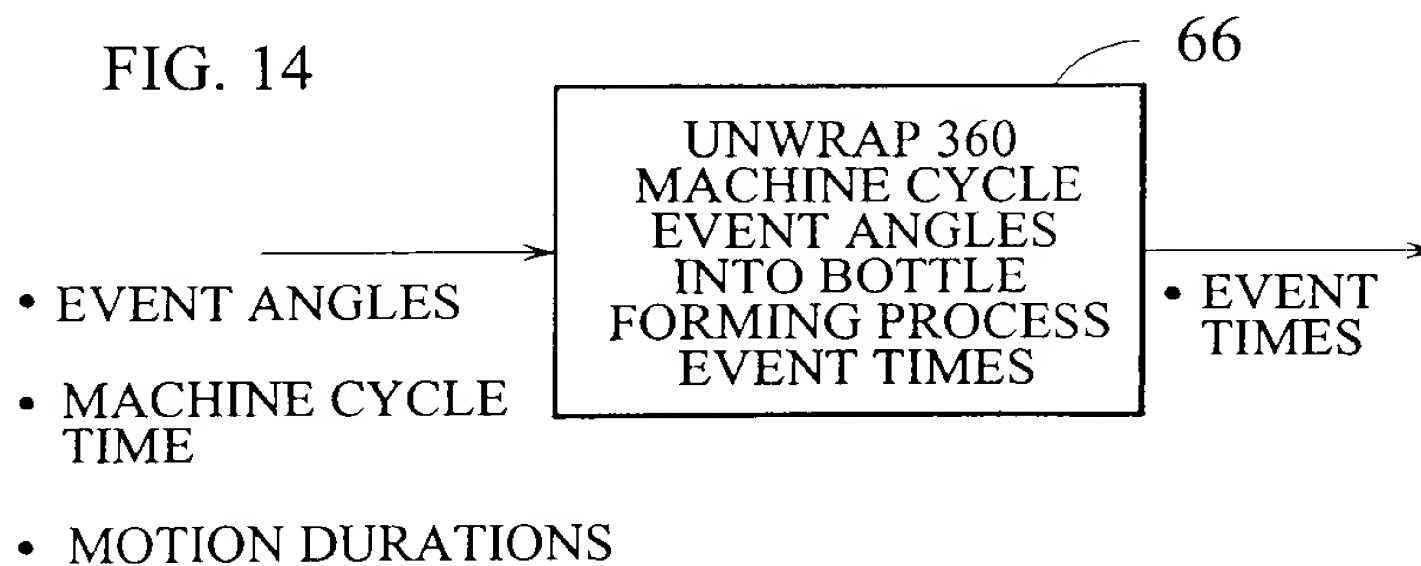 FIG. 14
66
UNWRAP 360
MACHINE CYCLE
EVENT ANGLES
INTO BOTTLE
FORMING PROCESS
EVENT TIMES
• EVENT ANGLES
• MACHINE CYCLE
TIME
• MOTION DURATIONS
• EVENT
TIMES